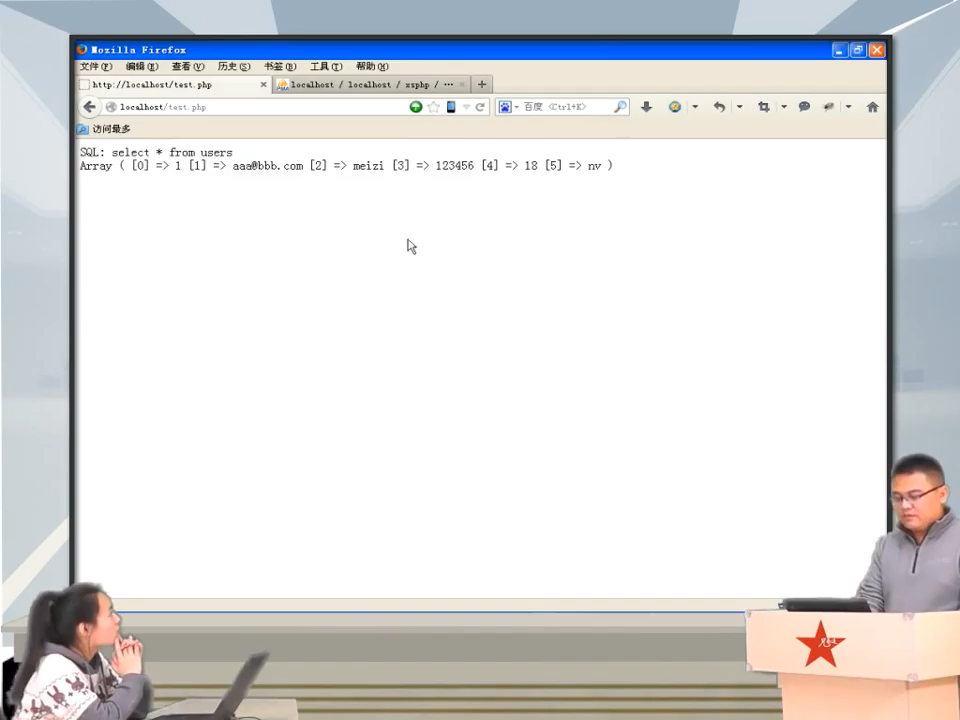 Mozilla Firefox
文件(F) 编辑(E) 查看(V) 历史(S) 书签(B) 工具(T) 帮助(H)
http://localhost/test.php × localhost / localhost / xsphp / ... × +
localhost/test.php 百度 <Ctrl+K>
访问最多
SQL: select * from users
Array ( [0] => 1 [1] => aaa@bbb.com [2] => meizi [3] => 123456 [4] => 18 [5] => nv )